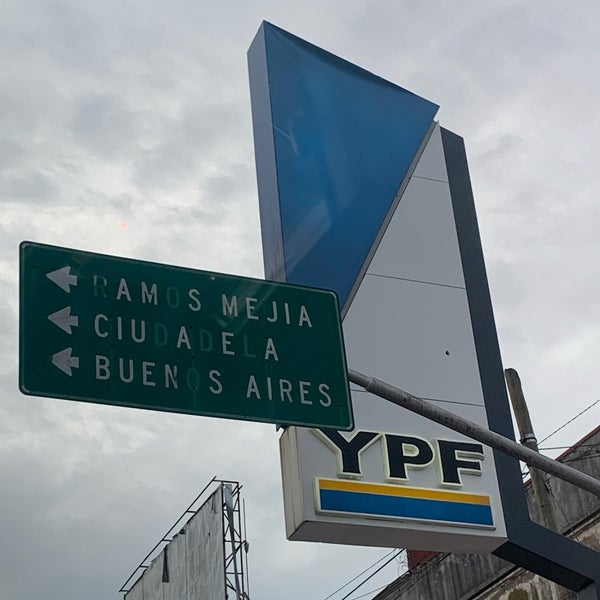 RAMOS MEJIA
CIUDADELA
BUENOS AIRES
YPF